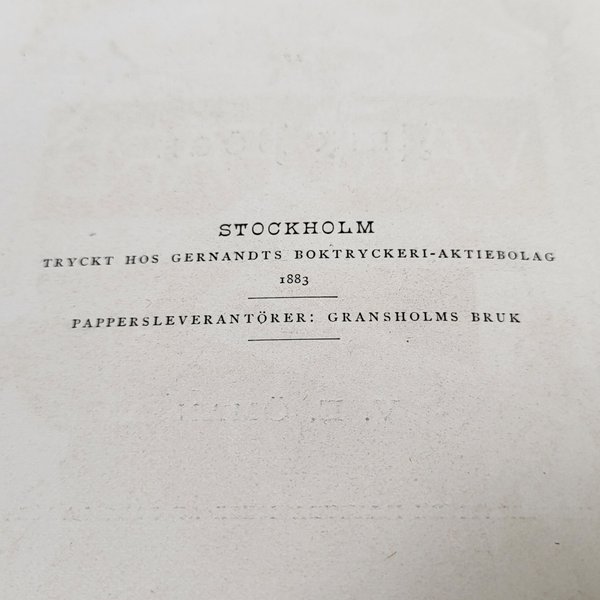 STOCKHOLM
TRYCKT HOS GERNANDTS BOKTRYCKERI-AKTIEBOLAG
1883
PAPPERSLEVERANTÖRER: GRANSHOLMS BRUK